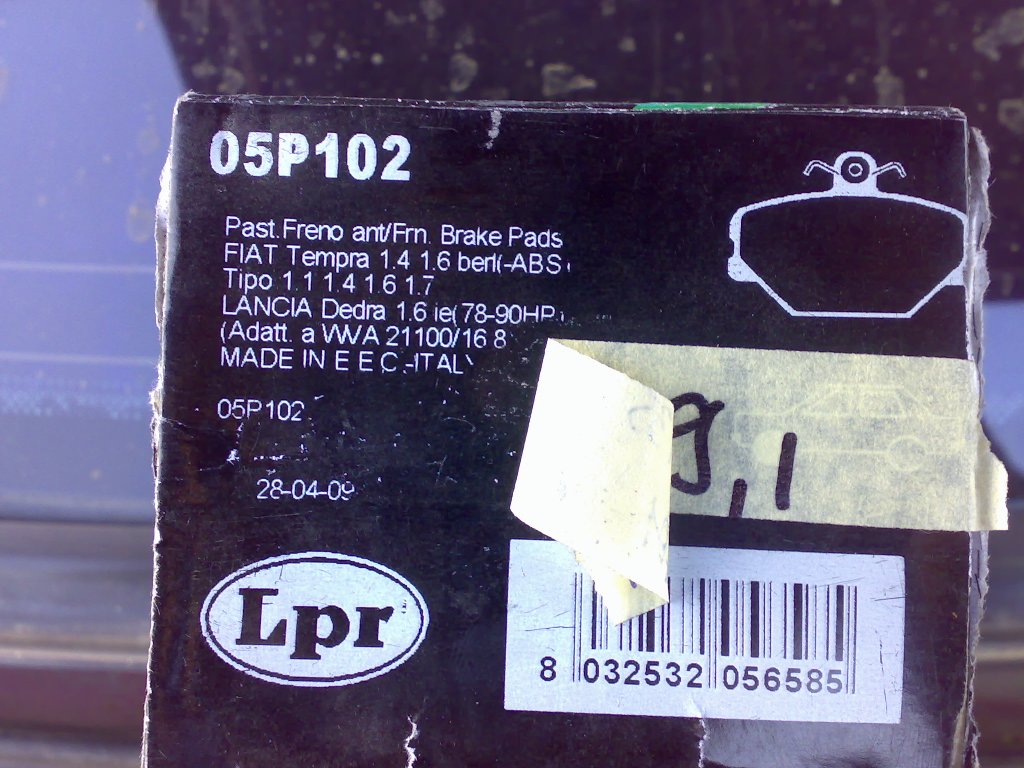 05P102
Past.Freno ant/Frn. Brake Pads
FIAT Tempra 1.4 1.6 berl(-ABS)
Tipo 1.1 1.4 1.6 1.7
LANCIA Dedra 1.6 ie(78-90HP)
(Adatt. a WVA 21100/16 8
MADE IN E E C.-ITALY
05P102
28-04-09
9,1
Lpr
8 032532 056585